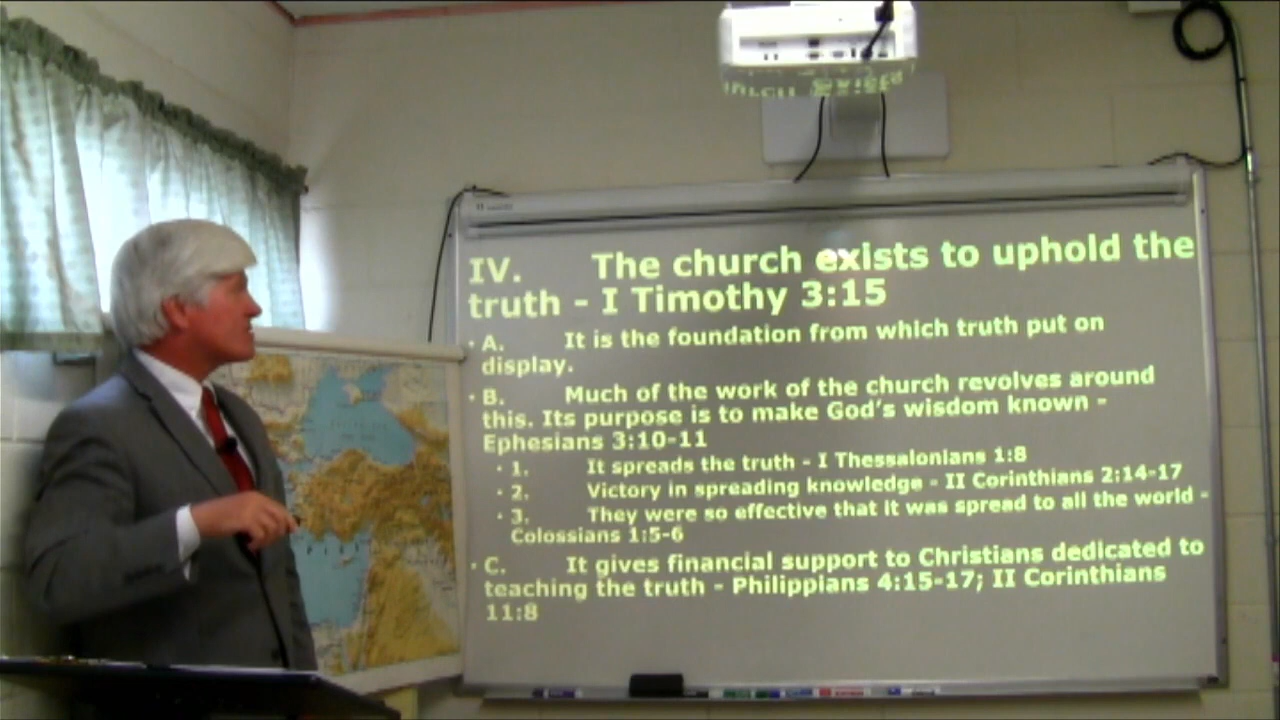 IV. The church exists to uphold the
truth - I Timothy 3:15
• A. It is the foundation from which truth put on
display.
• B. Much of the work of the church revolves around
this. Its purpose is to make God's wisdom known -
Ephesians 3:10-11
• 1. It spreads the truth - I Thessalonians 1:8
• 2. Victory in spreading knowledge - II Corinthians 2:14-17
• 3. They were so effective that it was spread to all the world -
Colossians 1:5-6
• C. It gives financial support to Christians dedicated to
teaching the truth - Philippians 4:15-17; II Corinthians
11:8